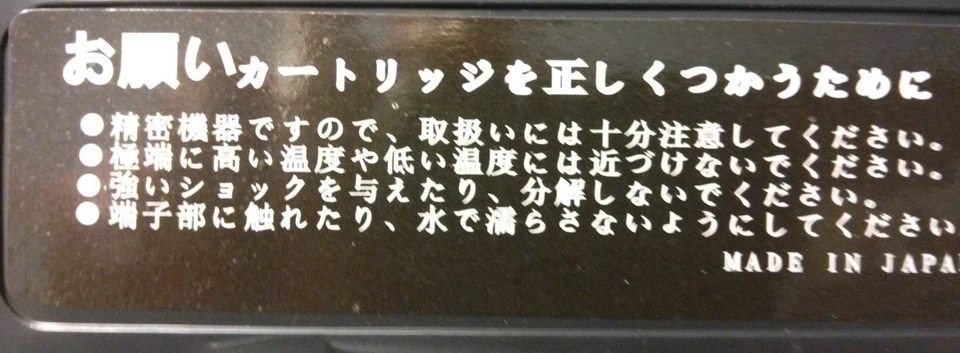 お願いカートリッジを正しくつかうために
●精密機器ですので、取扱いには十分注意してください。
●極端に高い温度や低い温度には近づけないでください。
●強いショックを与えたり、分解しないでください。
●端子部に触れたり、水で濡らさないようにしてください
MADE IN JAPA